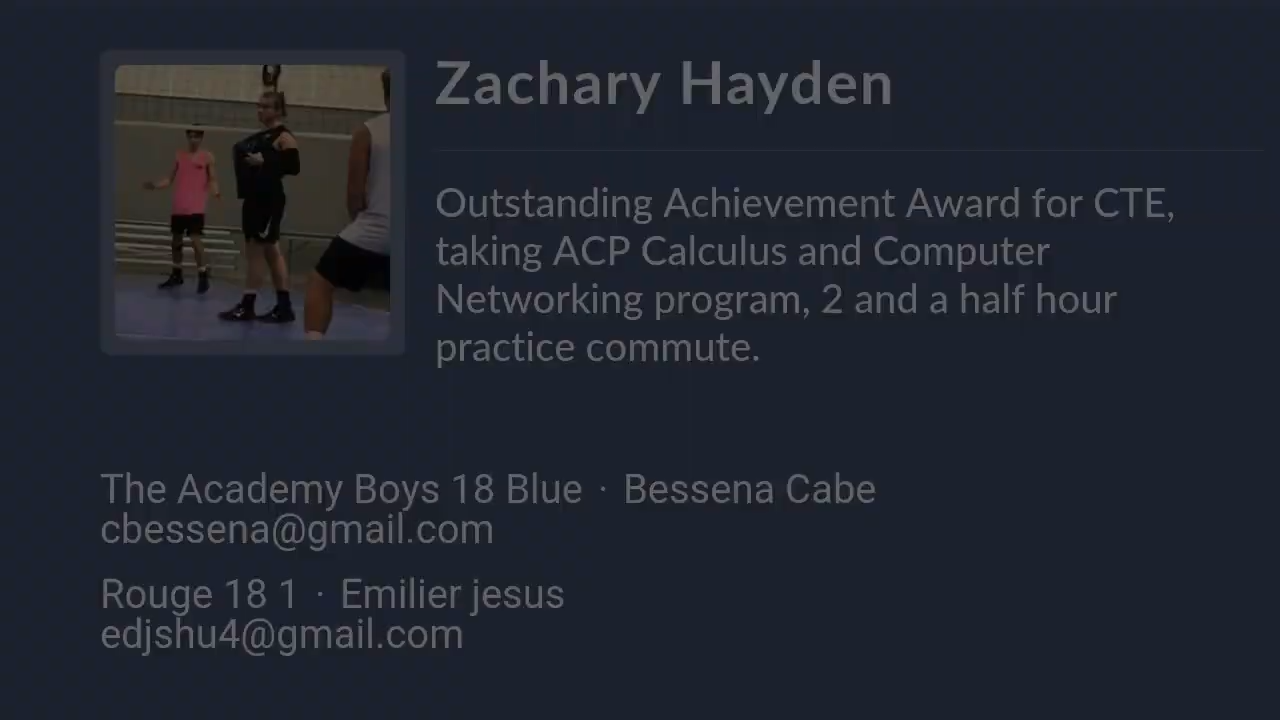 Zachary Hayden
Outstanding Achievement Award for CTE,
taking ACP Calculus and Computer
Networking program, 2 and a half hour
practice commute.
The Academy Boys 18 Blue · Bessena Cabe
cbessena@gmail.com
Rouge 18 1 · Emilier jesus
edjshu4@gmail.com